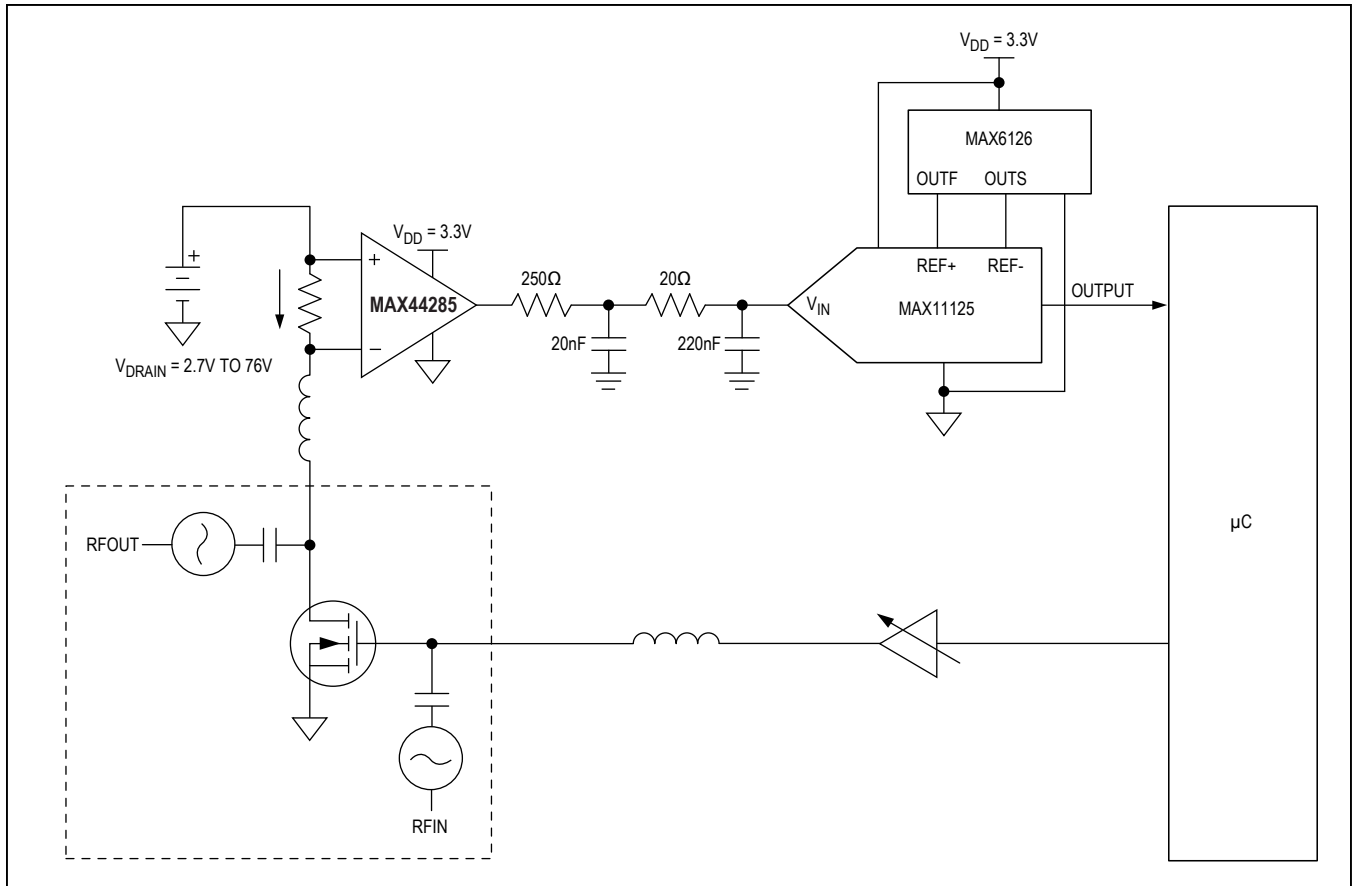 V_DD = 3.3V
MAX6126
OUTF OUTS
V_DD = 3.3V
REF+ REF-
250Ω 20Ω
MAX44285
V_IN
MAX11125
OUTPUT
+
+
−
20nF 220nF
V_DRAIN = 2.7V TO 76V
µC
RFOUT
RFIN